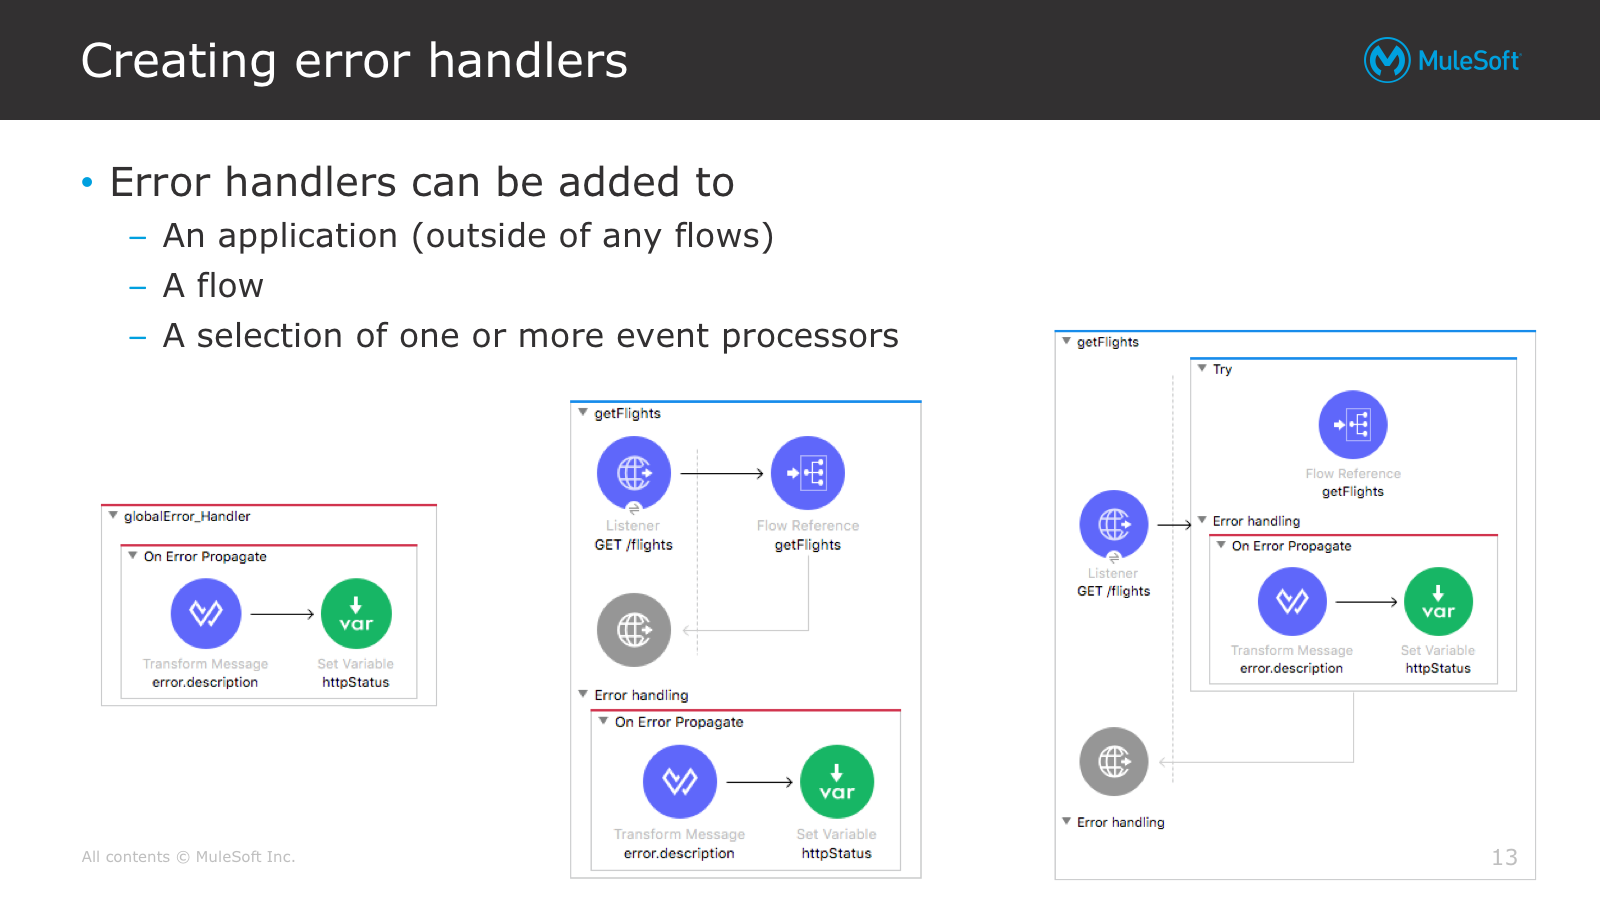 Creating error handlers
MuleSoft
• Error handlers can be added to
– An application (outside of any flows)
– A flow
– A selection of one or more event processors
globalError_Handler
On Error Propagate
var
Transform Message
Set Variable
error.description
httpStatus
getFlights
Listener
Flow Reference
GET /flights
getFlights
Error handling
On Error Propagate
var
Transform Message
Set Variable
error.description
httpStatus
getFlights
Try
Flow Reference
getFlights
Listener
GET /flights
Error handling
On Error Propagate
var
Transform Message
Set Variable
error.description
httpStatus
Error handling
All contents © MuleSoft Inc.
13